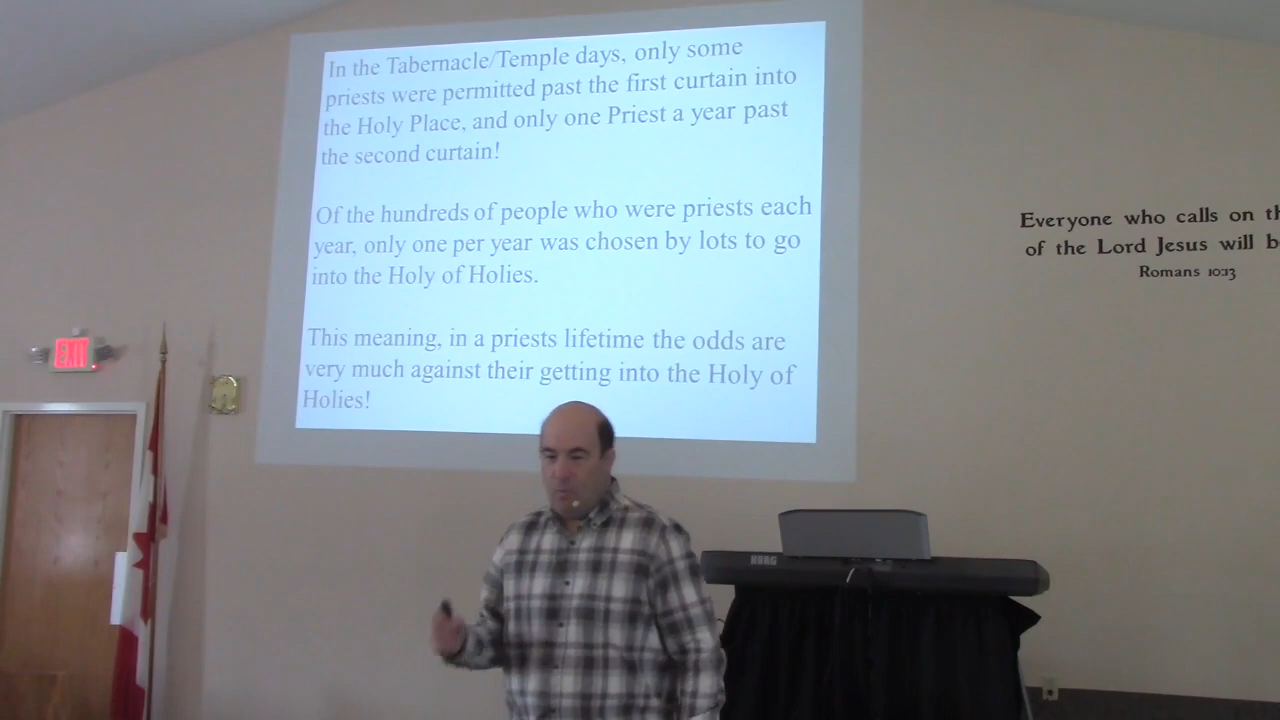 In the Tabernacle/Temple days, only some
priests were permitted past the first curtain into
the Holy Place, and only one Priest a year past
the second curtain!
Of the hundreds of people who were priests each
year, only one per year was chosen by lots to go
into the Holy of Holies.
This meaning, in a priests lifetime the odds are
very much against their getting into the Holy of
Holies!
Everyone who calls on
of the Lord Jesus will
Romans 10:13
EXIT
KORG